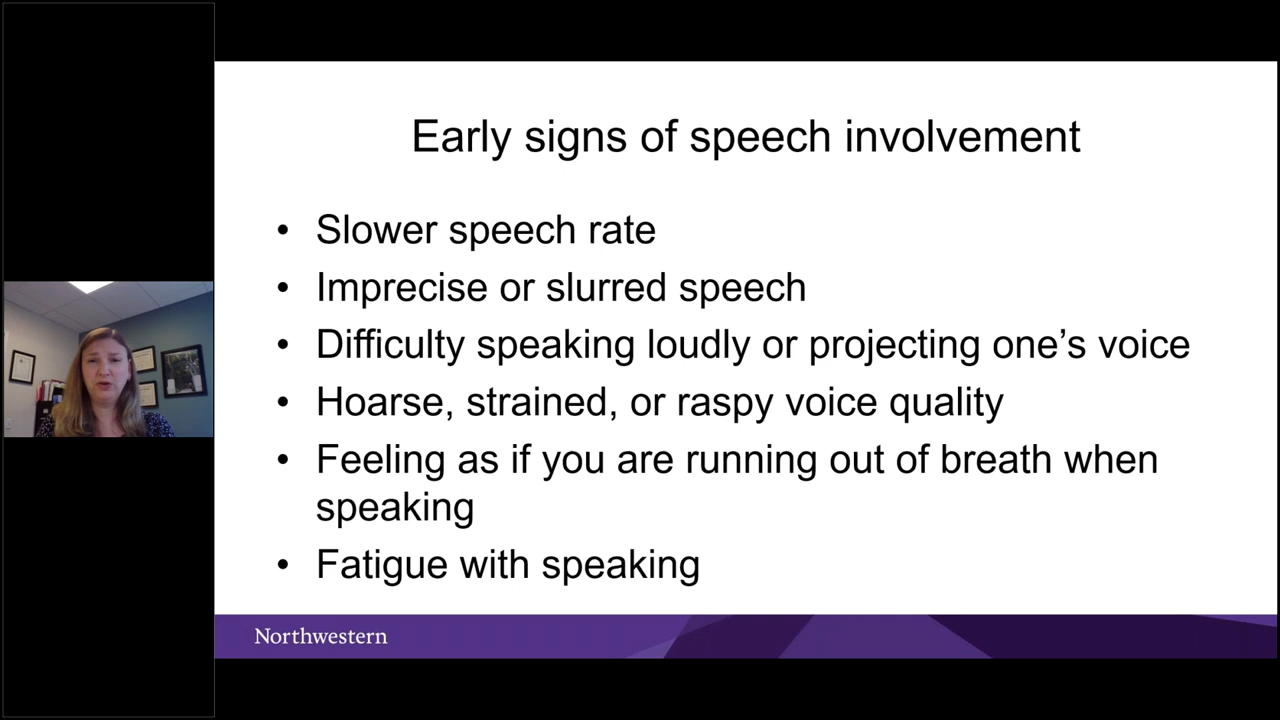 Early signs of speech involvement
• Slower speech rate
• Imprecise or slurred speech
• Difficulty speaking loudly or projecting one’s voice
• Hoarse, strained, or raspy voice quality
• Feeling as if you are running out of breath when
speaking
• Fatigue with speaking
Northwestern